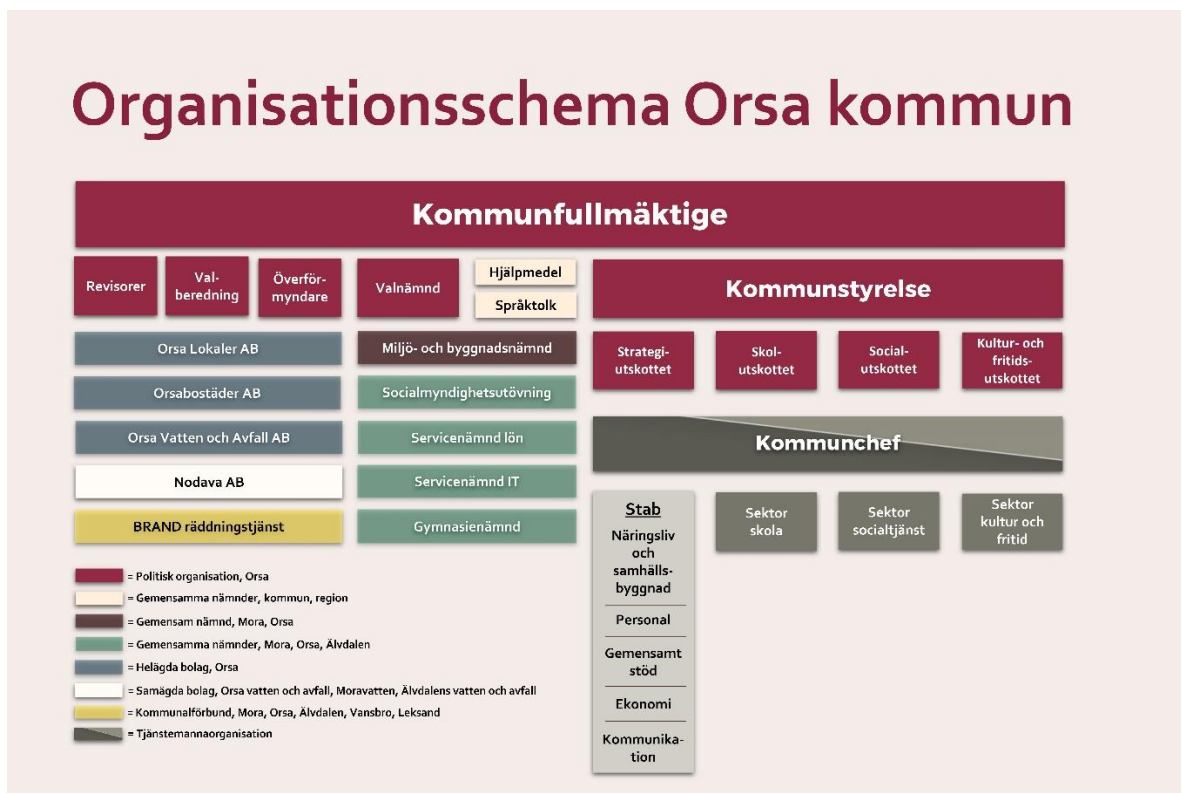 Organisationsschema Orsa kommun
Kommunfullmäktige
Revisorer
Val-
beredning
Överför-
myndare
Valnämnd
Hjälpmedel
Språktolk
Kommunstyrelse
Orsa Lokaler AB
Orsabostäder AB
Orsa Vatten och Avfall AB
Nodava AB
BRAND räddningstjänst
Miljö- och byggnadsnämnd
Socialmyndighetsutövning
Servicenämnd lön
Servicenämnd IT
Gymnasienämnd
Strategi-
utskottet
Skol-
utskottet
Social-
utskottet
Kultur- och
fritids-
utskottet
Kommunchef
Stab
Näringsliv
och
samhälls-
byggnad
Personal
Gemensamt
stöd
Ekonomi
Kommunika-
tion
Sektor
skola
Sektor
socialtjänst
Sektor
kultur och
fritid
= Politisk organisation, Orsa
= Gemensamma nämnder, kommun, region
= Gemensam nämnd, Mora, Orsa
= Gemensamma nämnder, Mora, Orsa, Älvdalen
= Helägda bolag, Orsa
= Samägda bolag, Orsa vatten och avfall, Moravatten, Älvdalens vatten och avfall
= Kommunalförbund, Mora, Orsa, Älvdalen, Vansbro, Leksand
= Tjänstemannaorganisation